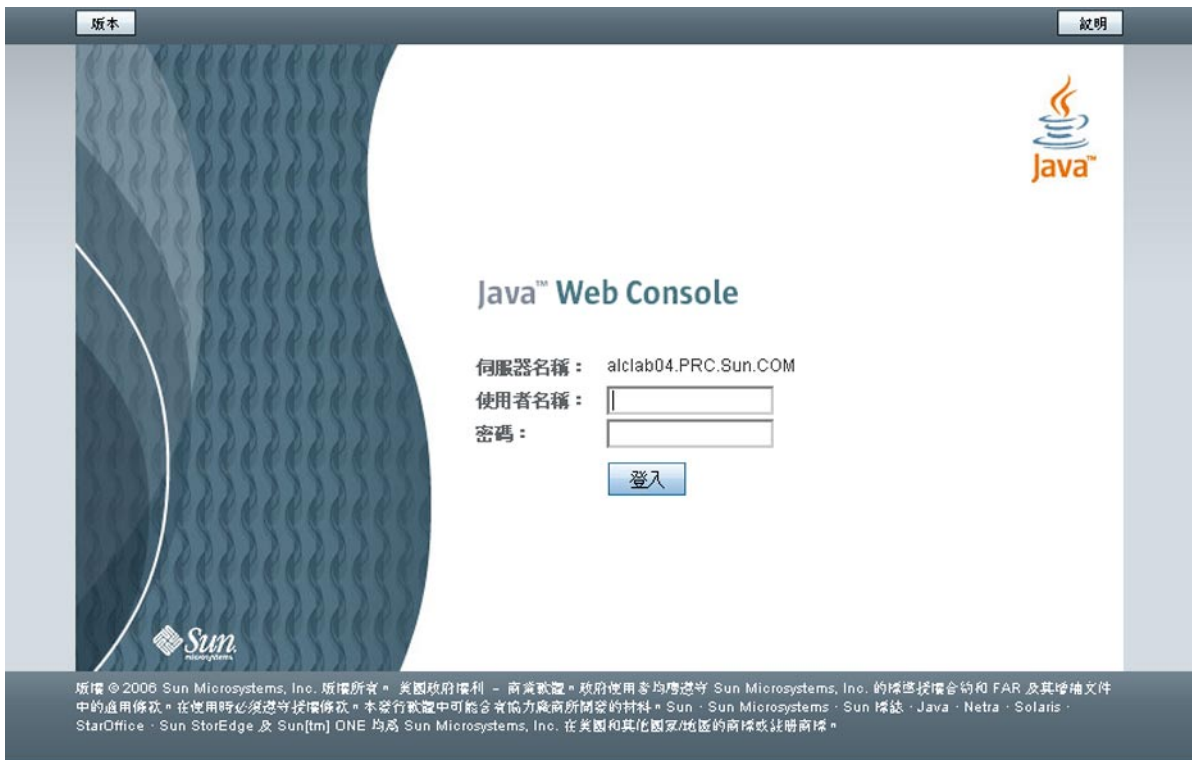 版本
說明
Java™
Java™ Web Console
伺服器名稱： alclab04.PRC.Sun.COM
使用者名稱：
密碼：
登入
Sun
microsystems
版權 © 2006 Sun Microsystems, Inc. 版權所有。 美國政府權利 - 商業軟體。政府使用者均應遵守 Sun Microsystems, Inc. 的標準授權合約和 FAR 及其增補文件
中的適用條款。在使用時必須遵守授權條款。本發行軟體中可能含有協力廠商所開發的材料。Sun、Sun Microsystems、Sun 標誌、Java、Netra、Solaris、
StarOffice、Sun StorEdge 及 Sun[tm] ONE 均為 Sun Microsystems, Inc. 在美國和其他國家/地區的商標或註冊商標。